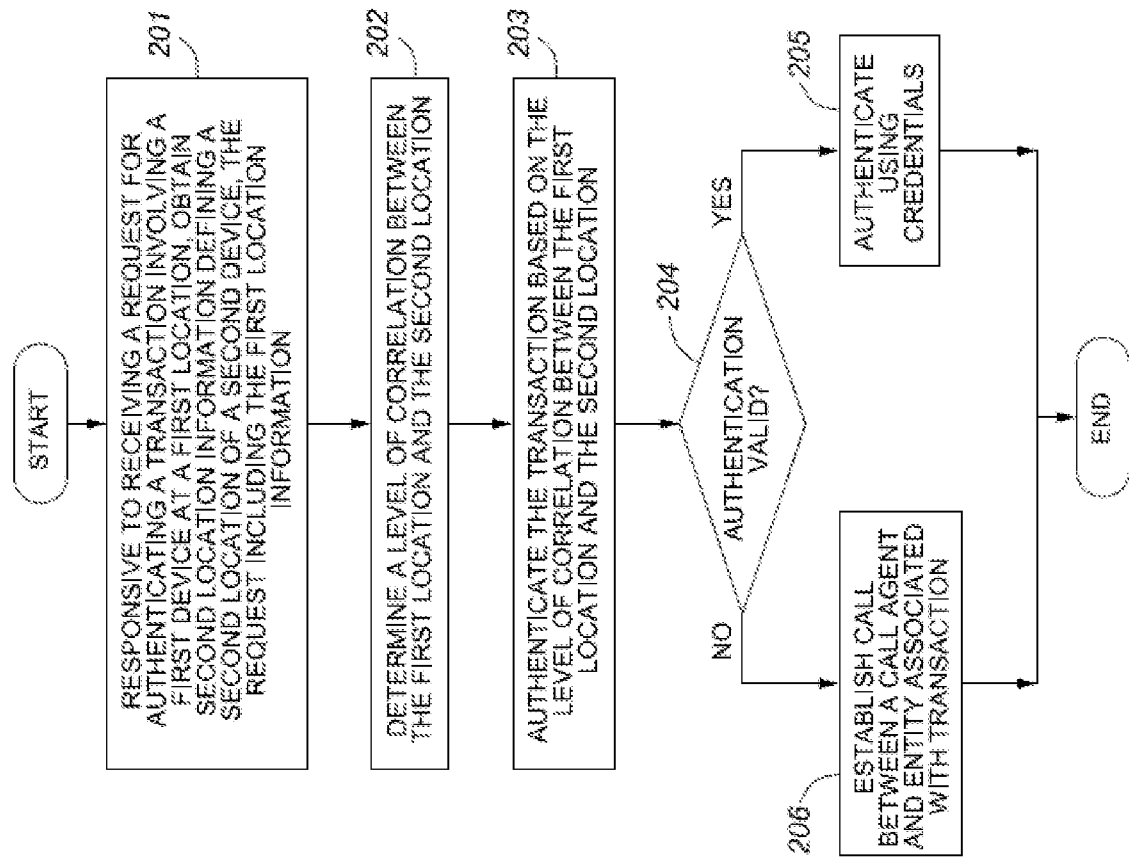 START
201
RESPONSIVE TO RECEIVING A REQUEST FOR
AUTHENTICATING A TRANSACTION INVOLVING A
FIRST DEVICE AT A FIRST LOCATION, OBTAIN
SECOND LOCATION INFORMATION DEFINING A
SECOND LOCATION OF A SECOND DEVICE, THE
REQUEST INCLUDING THE FIRST LOCATION
INFORMATION
202
DETERMINE A LEVEL OF CORRELATION BETWEEN
THE FIRST LOCATION AND THE SECOND LOCATION
203
AUTHENTICATE THE TRANSACTION BASED ON THE
LEVEL OF CORRELATION BETWEEN THE FIRST
LOCATION AND THE SECOND LOCATION
204
AUTHENTICATION
VALID?
NO
YES
206
ESTABLISH CALL
BETWEEN A CALL AGENT
AND ENTITY ASSOCIATED
WITH TRANSACTION
205
AUTHENTICATE
USING
CREDENTIALS
END